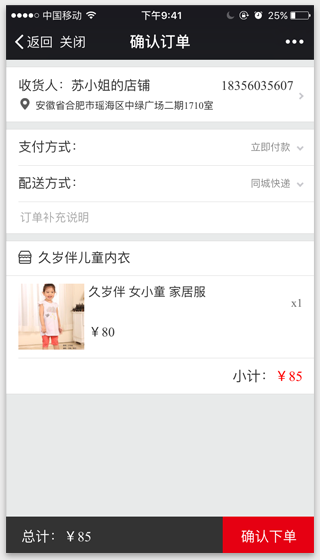 中国移动 下午9:41 25%
返回 关闭 确认订单
收货人：苏小姐的店铺 18356035607
安徽省合肥市瑶海区中绿广场二期1710室
支付方式： 立即付款
配送方式： 同城快递
订单补充说明
久岁伴儿童内衣
久岁伴 女小童 家居服
x1
￥80
小计：￥85
总计：￥85 确认下单